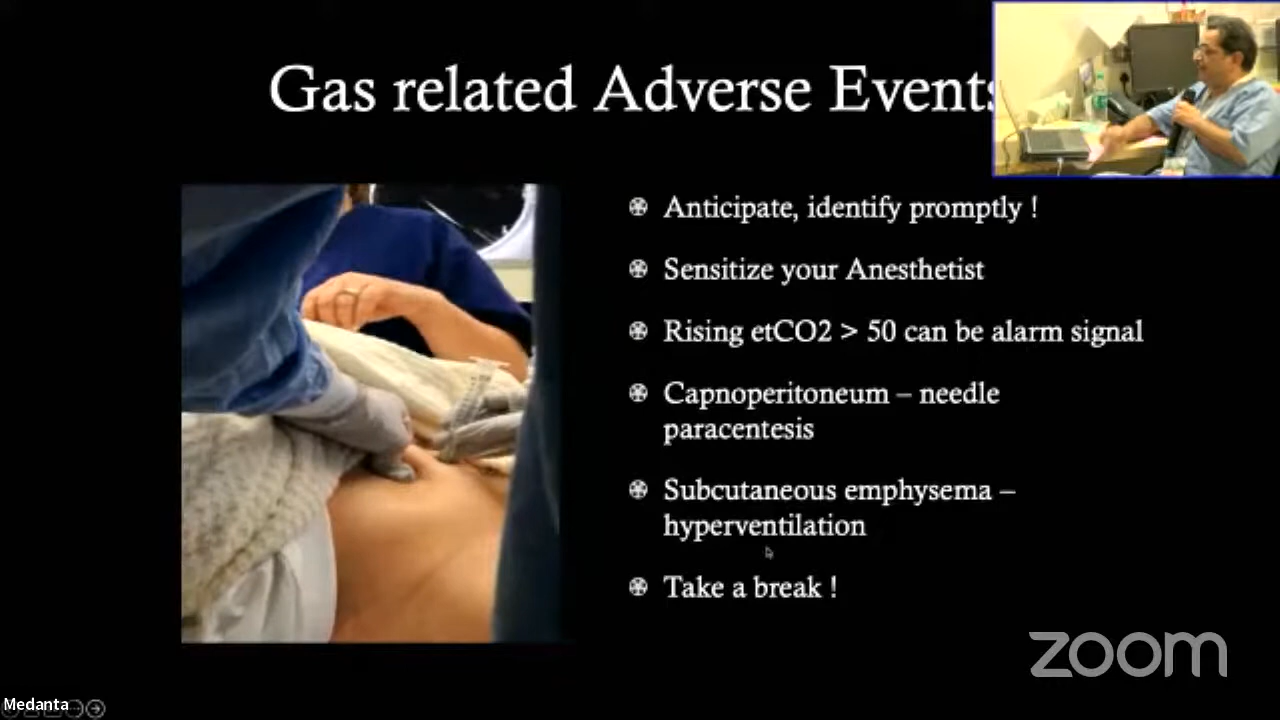 Gas related Adverse Events
Anticipate, identify promptly !
Sensitize your Anesthetist
Rising etCO2 > 50 can be alarm signal
Capnoperitoneum – needle
paracentesis
Subcutaneous emphysema –
hyperventilation
Take a break !
zoom
Medanta